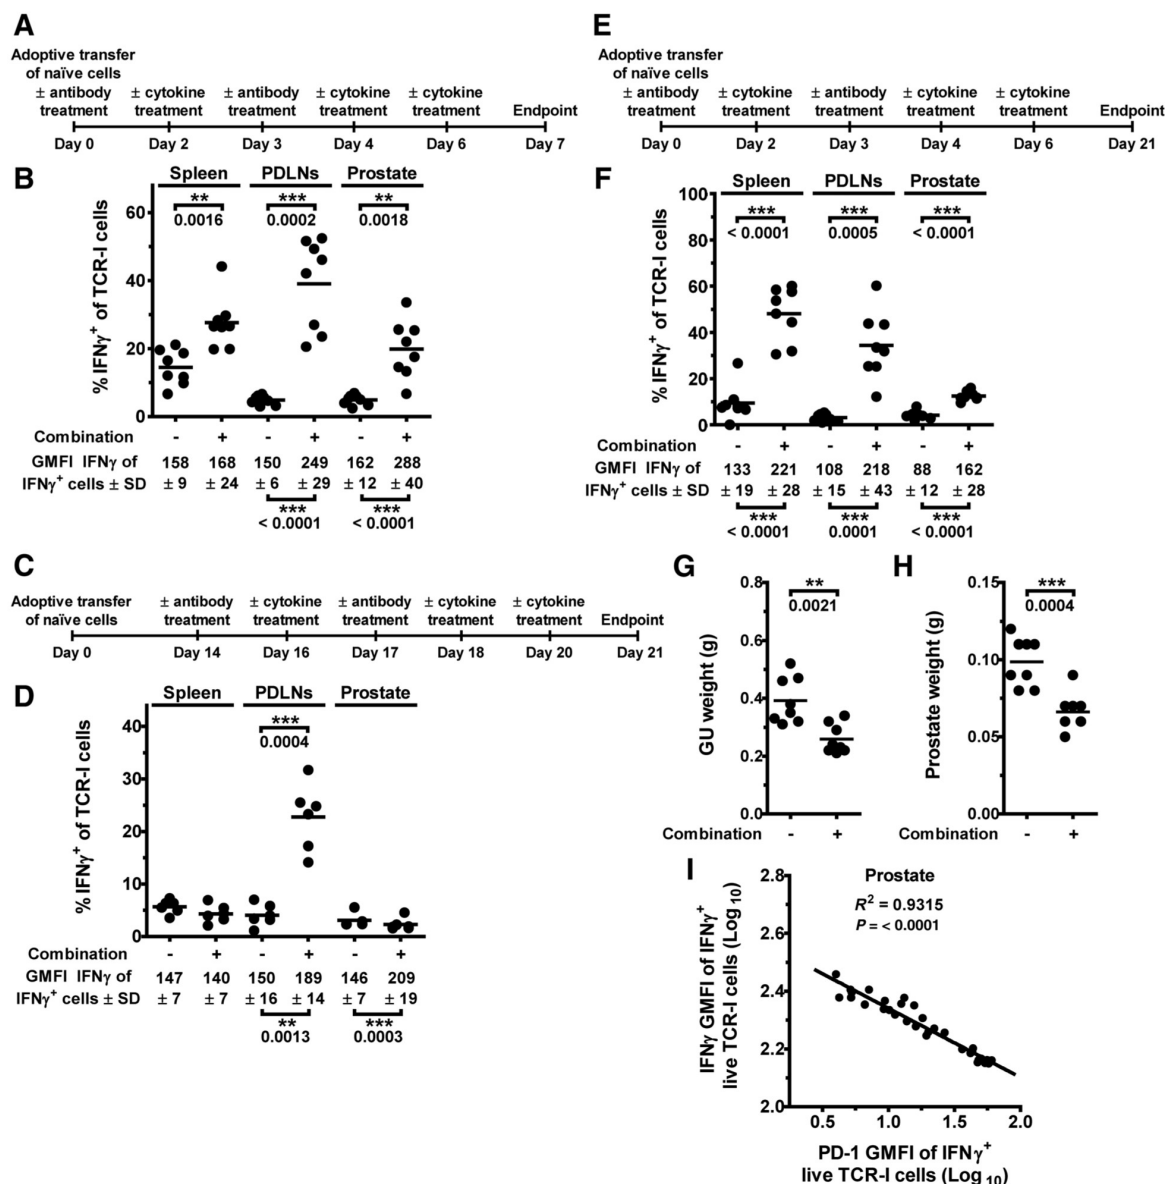 A
Adoptive transfer
of naïve cells
± antibody ± cytokine ± antibody ± cytokine ± cytokine
treatment treatment treatment treatment treatment Endpoint
Day 0 Day 2 Day 3 Day 4 Day 6 Day 7
B
Spleen PDLNs Prostate
** *** **
0.0016 0.0002 0.0018
% IFNγ+ of TCR-I cells
60
40
20
0
Combination - + - + - +
GMFI IFNγ of 158 168 150 249 162 288
IFNγ+ cells ± SD ± 9 ± 24 ± 6 ± 29 ± 12 ± 40
*** ***
< 0.0001 < 0.0001
C
Adoptive transfer ± antibody ± cytokine ± antibody ± cytokine ± cytokine
of naïve cells treatment treatment treatment treatment treatment Endpoint
Day 0 Day 14 Day 16 Day 17 Day 18 Day 20 Day 21
D
Spleen PDLNs Prostate
***
0.0004
% IFNγ+ of TCR-I cells
40
30
20
10
0
Combination - + - + - +
GMFI IFNγ of 147 140 150 189 146 209
IFNγ+ cells ± SD ± 7 ± 7 ± 16 ± 14 ± 7 ± 19
** ***
0.0013 0.0003
E
Adoptive transfer
of naïve cells
± antibody ± cytokine ± antibody ± cytokine ± cytokine
treatment treatment treatment treatment treatment Endpoint
Day 0 Day 2 Day 3 Day 4 Day 6 Day 21
F
Spleen PDLNs Prostate
*** *** ***
< 0.0001 0.0005 < 0.0001
% IFNγ+ of TCR-I cells
100
80
60
40
20
0
Combination - + - + - +
GMFI IFNγ of 133 221 108 218 88 162
IFNγ+ cells ± SD ± 19 ± 28 ± 15 ± 43 ± 12 ± 28
*** *** ***
< 0.0001 0.0001 < 0.0001
G
**
0.0021
GU weight (g)
0.8
0.6
0.4
0.2
0.0
Combination - +
H
***
0.0004
Prostate weight (g)
0.15
0.10
0.05
0.00
Combination - +
I
Prostate
R2 = 0.9315
P = < 0.0001
IFNγ GMFI of IFNγ+
live TCR-I cells (Log 10)
2.8
2.6
2.4
2.2
2.0
0.5 1.0 1.5 2.0
PD-1 GMFI of IFNγ+
live TCR-I cells (Log 10)